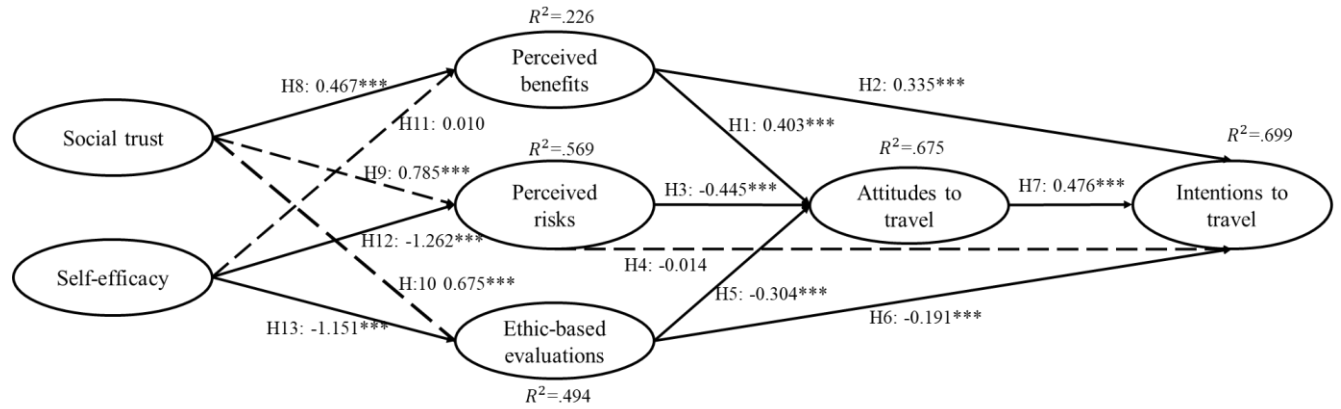 R²=.226
Perceived
benefits
H8: 0.467***
H2: 0.335***
Social trust
H11: 0.010
H1: 0.403***
R²=.699
R²=.569
R²=.675
H9: 0.785***
Perceived
risks
H3: -0.445***
Attitudes to
travel
H7: 0.476***
Intentions to
travel
H12: -1.262***
H4: -0.014
Self-efficacy
H:10 0.675***
H5: -0.304***
H6: -0.191***
H13: -1.151***
Ethic-based
evaluations
R²=.494